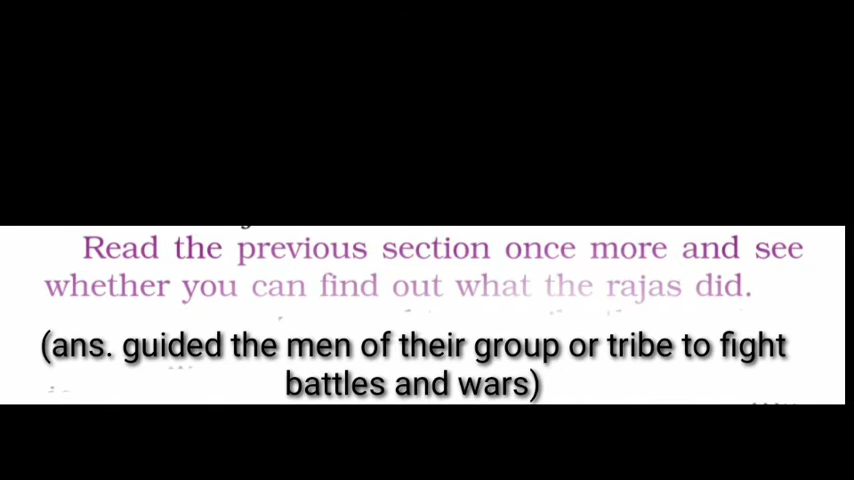 Read the previous section once more and see
whether you can find out what the rajas did.
(ans. guided the men of their group or tribe to fight
battles and wars)